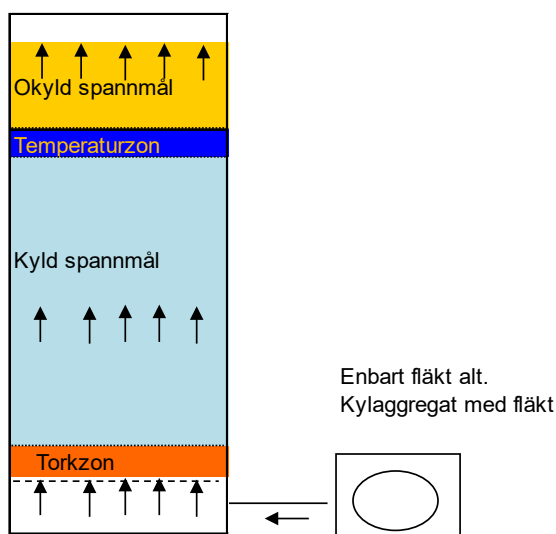 Okyld spannmål
Temperaturzon
Kyld spannmål
Enbart fläkt alt.
Kylaggregat med fläkt
Torkzon